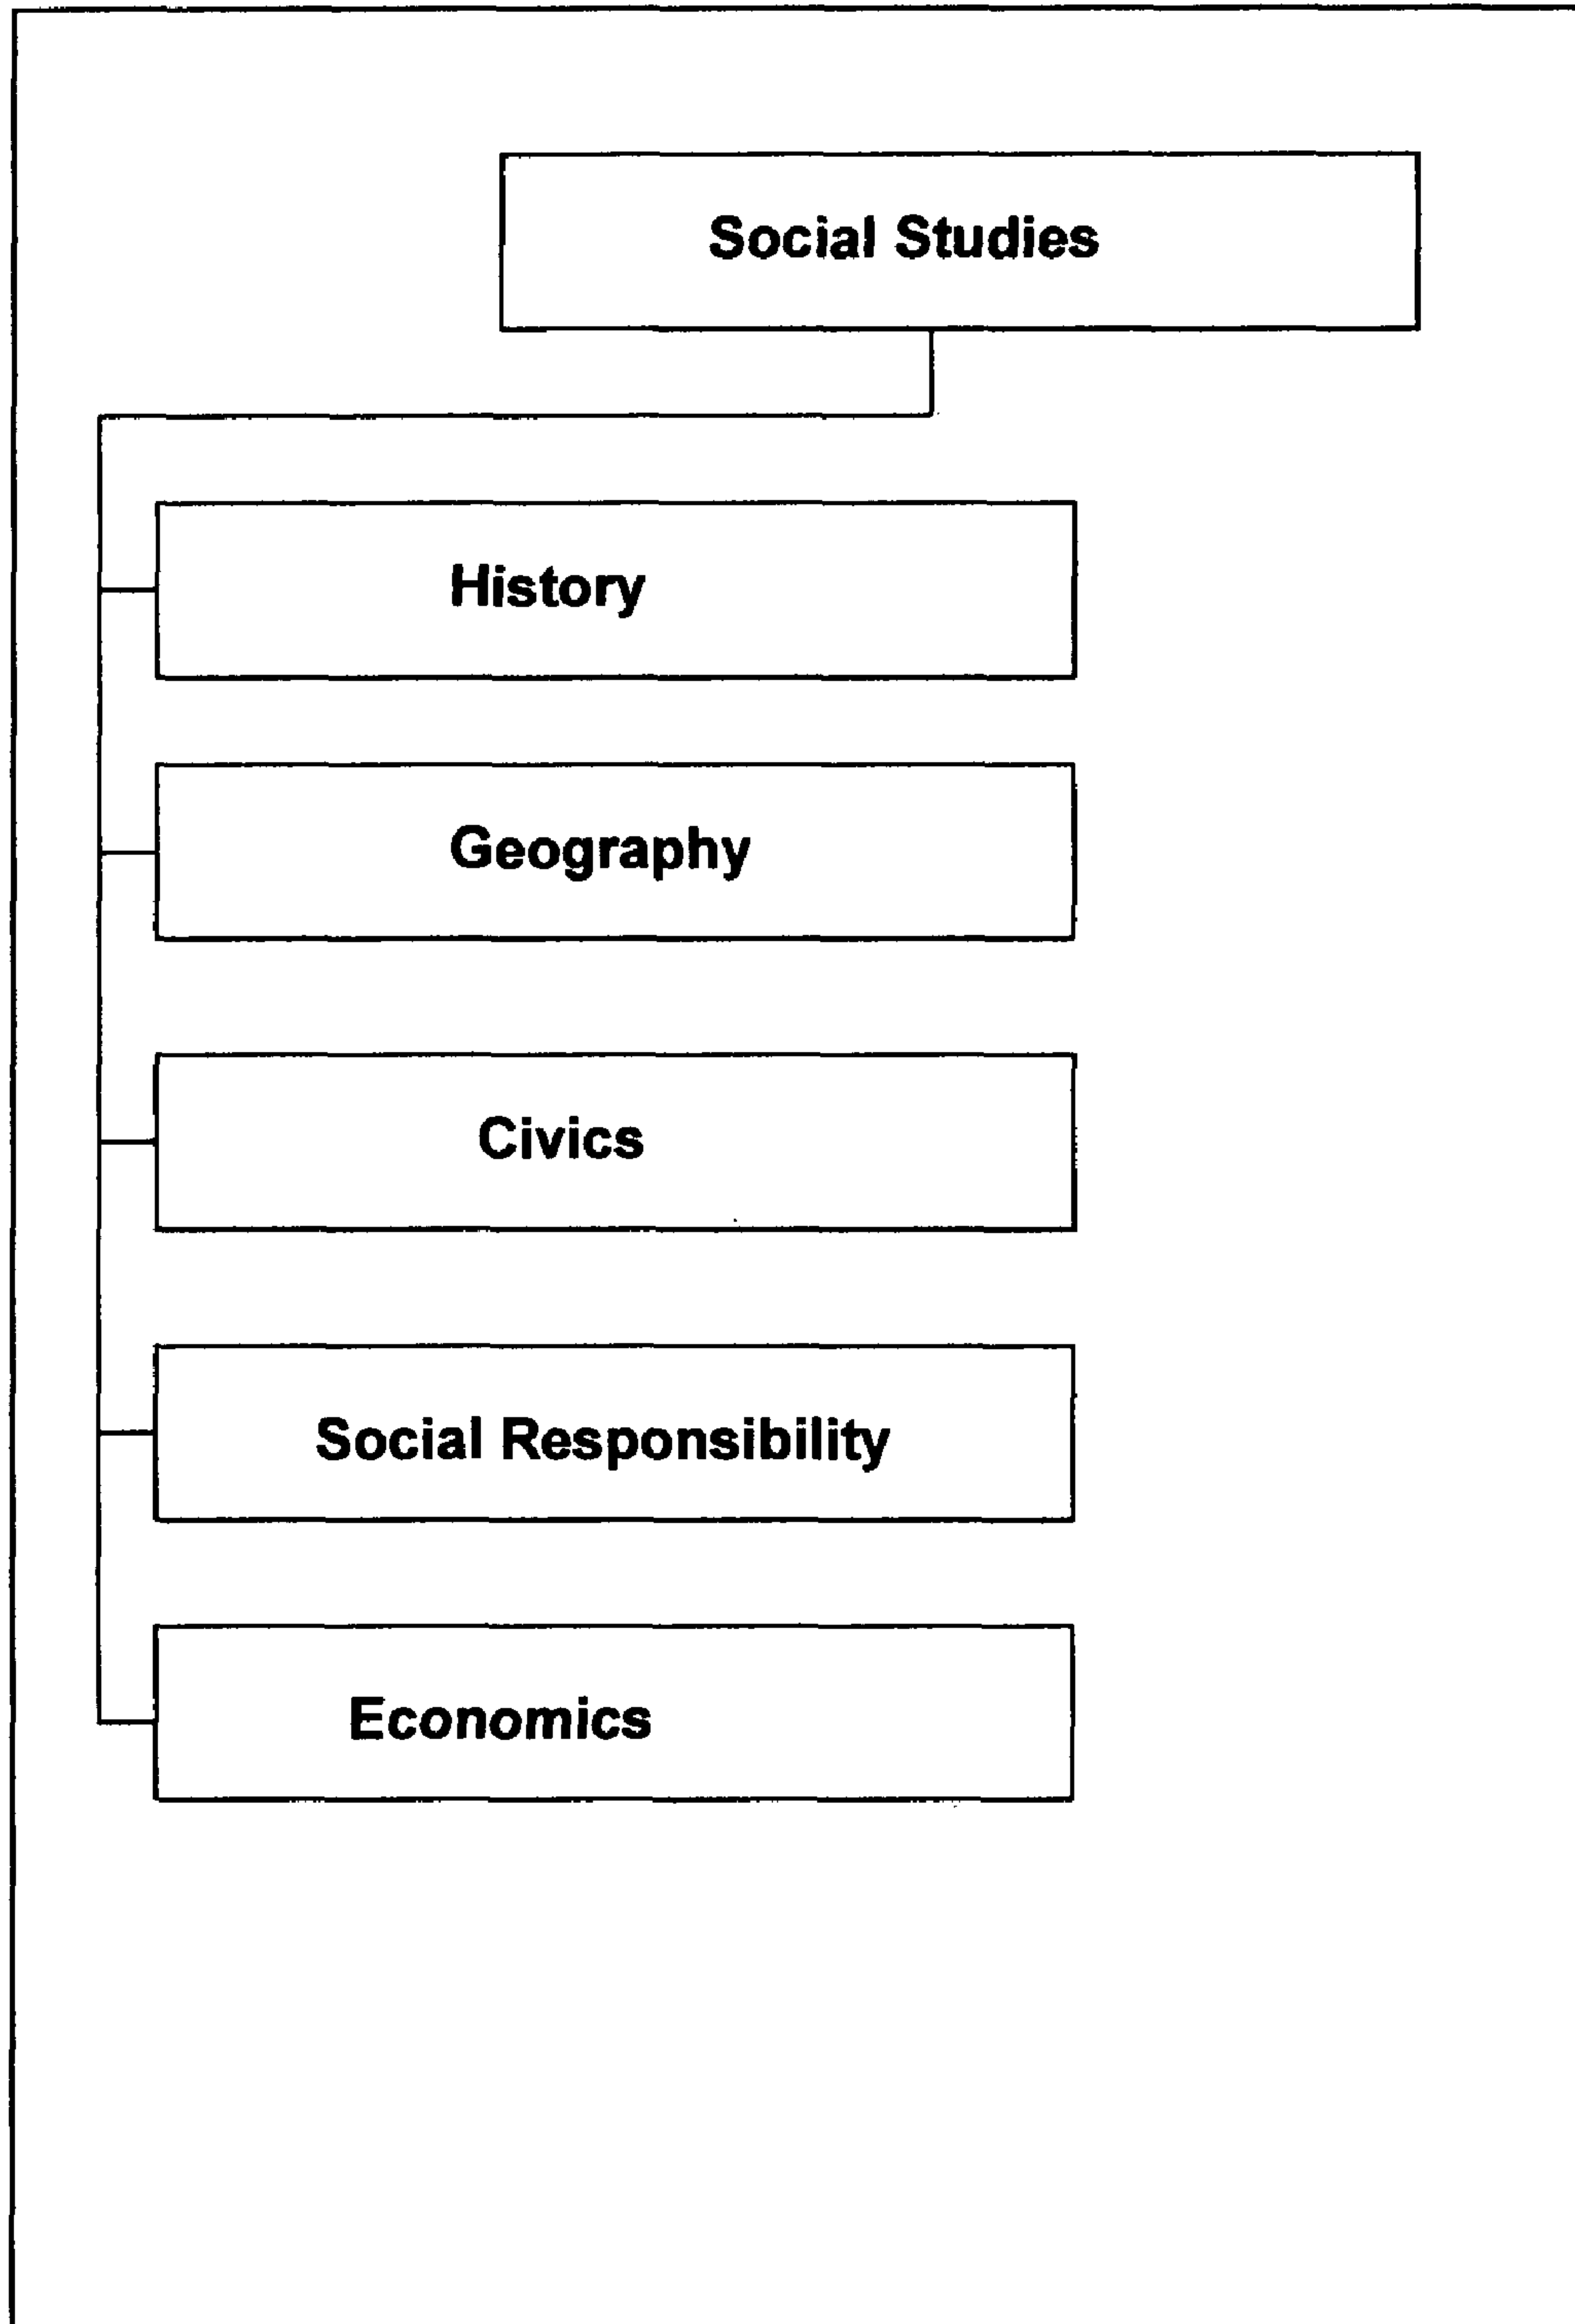 Social Studies
History
Geography
Civics
Social Responsibility
Economics